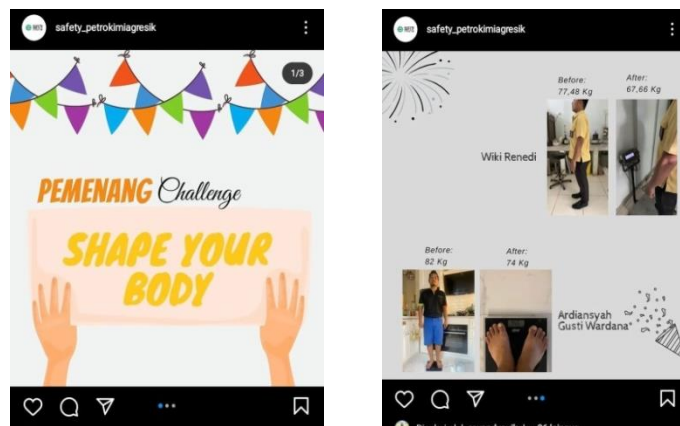 safety_petrokimiagresik
1/3
PEMENANG Challenge
SHAPE YOUR
BODY
safety_petrokimiagresik
Before:
77,48 Kg
After:
67,66 Kg
Wiki Renedi
Before:
82 Kg
After:
74 Kg
Ardiansyah
Gusti Wardana